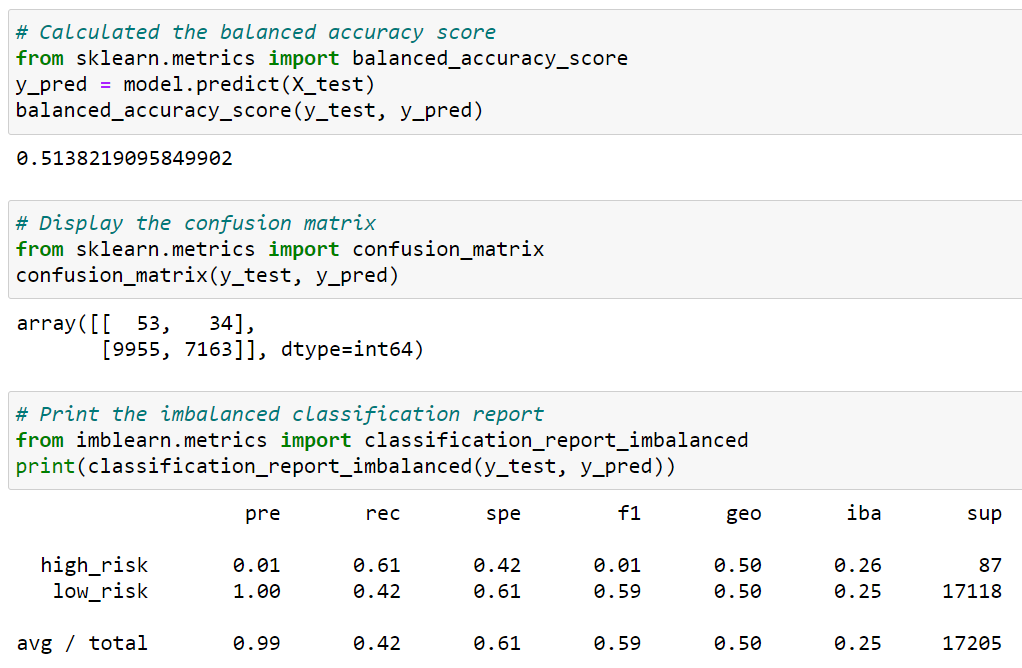 # Calculated the balanced accuracy score
from sklearn.metrics import balanced_accuracy_score
y_pred = model.predict(X_test)
balanced_accuracy_score(y_test, y_pred)
0.5138219095849902
# Display the confusion matrix
from sklearn.metrics import confusion_matrix
confusion_matrix(y_test, y_pred)
array([[  53,   34],
       [9955, 7163]], dtype=int64)
# Print the imbalanced classification report
from imblearn.metrics import classification_report_imbalanced
print(classification_report_imbalanced(y_test, y_pred))
                   pre       rec       spe        f1       geo       iba       sup
  high_risk       0.01      0.61      0.42      0.01      0.50      0.26        87
   low_risk       1.00      0.42      0.61      0.59      0.50      0.25     17118
avg / total       0.99      0.42      0.61      0.59      0.50      0.25     17205